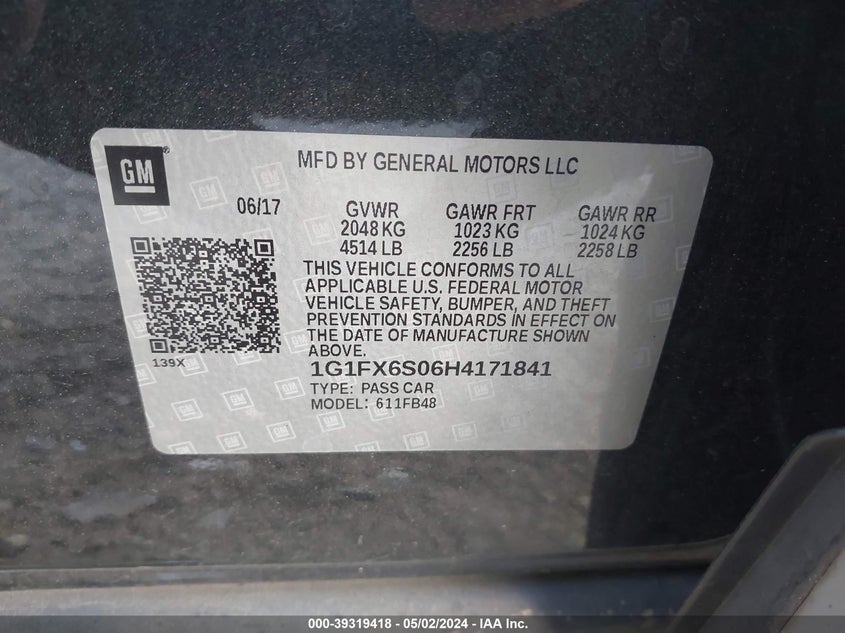 GM
MFD BY GENERAL MOTORS LLC
06/17 GVWR GAWR FRT GAWR RR
2048 KG 1023 KG 1024 KG
4514 LB 2256 LB 2258 LB
THIS VEHICLE CONFORMS TO ALL
APPLICABLE U.S. FEDERAL MOTOR
VEHICLE SAFETY, BUMPER, AND THEFT
PREVENTION STANDARDS IN EFFECT ON
THE DATE OF MANUFACTURE SHOWN
ABOVE.
139X
1G1FX6S06H4171841
TYPE: PASS CAR
MODEL: 611FB48
000-39319418 - 05/02/2024 - IAA Inc.